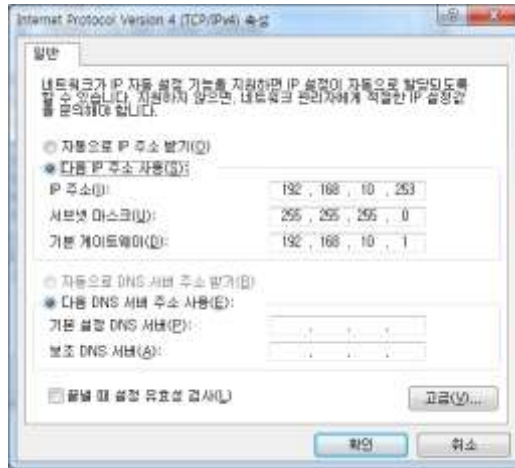 Internet Protocol Version 4 (TCP/IPv4) 속성
일반
네트워크가 IP 자동 설정 기능을 지원하면 IP 설정이 자동으로 할당되도록
할 수 있습니다. 지원하지 않으면, 네트워크 관리자에게 적절한 IP 설정값
을 문의해야 합니다.
자동으로 IP 주소 받기(O)
다음 IP 주소 사용(S):
IP 주소(I): 192 . 168 . 10 . 253
서브넷 마스크(U): 255 . 255 . 255 . 0
기본 게이트웨이(D): 192 . 168 . 10 . 1
자동으로 DNS 서버 주소 받기(B)
다음 DNS 서버 주소 사용(E):
기본 설정 DNS 서버(P): . . .
보조 DNS 서버(A): . . .
끝낼 때 설정 유효성 검사(L)
고급(V)...
확인 취소